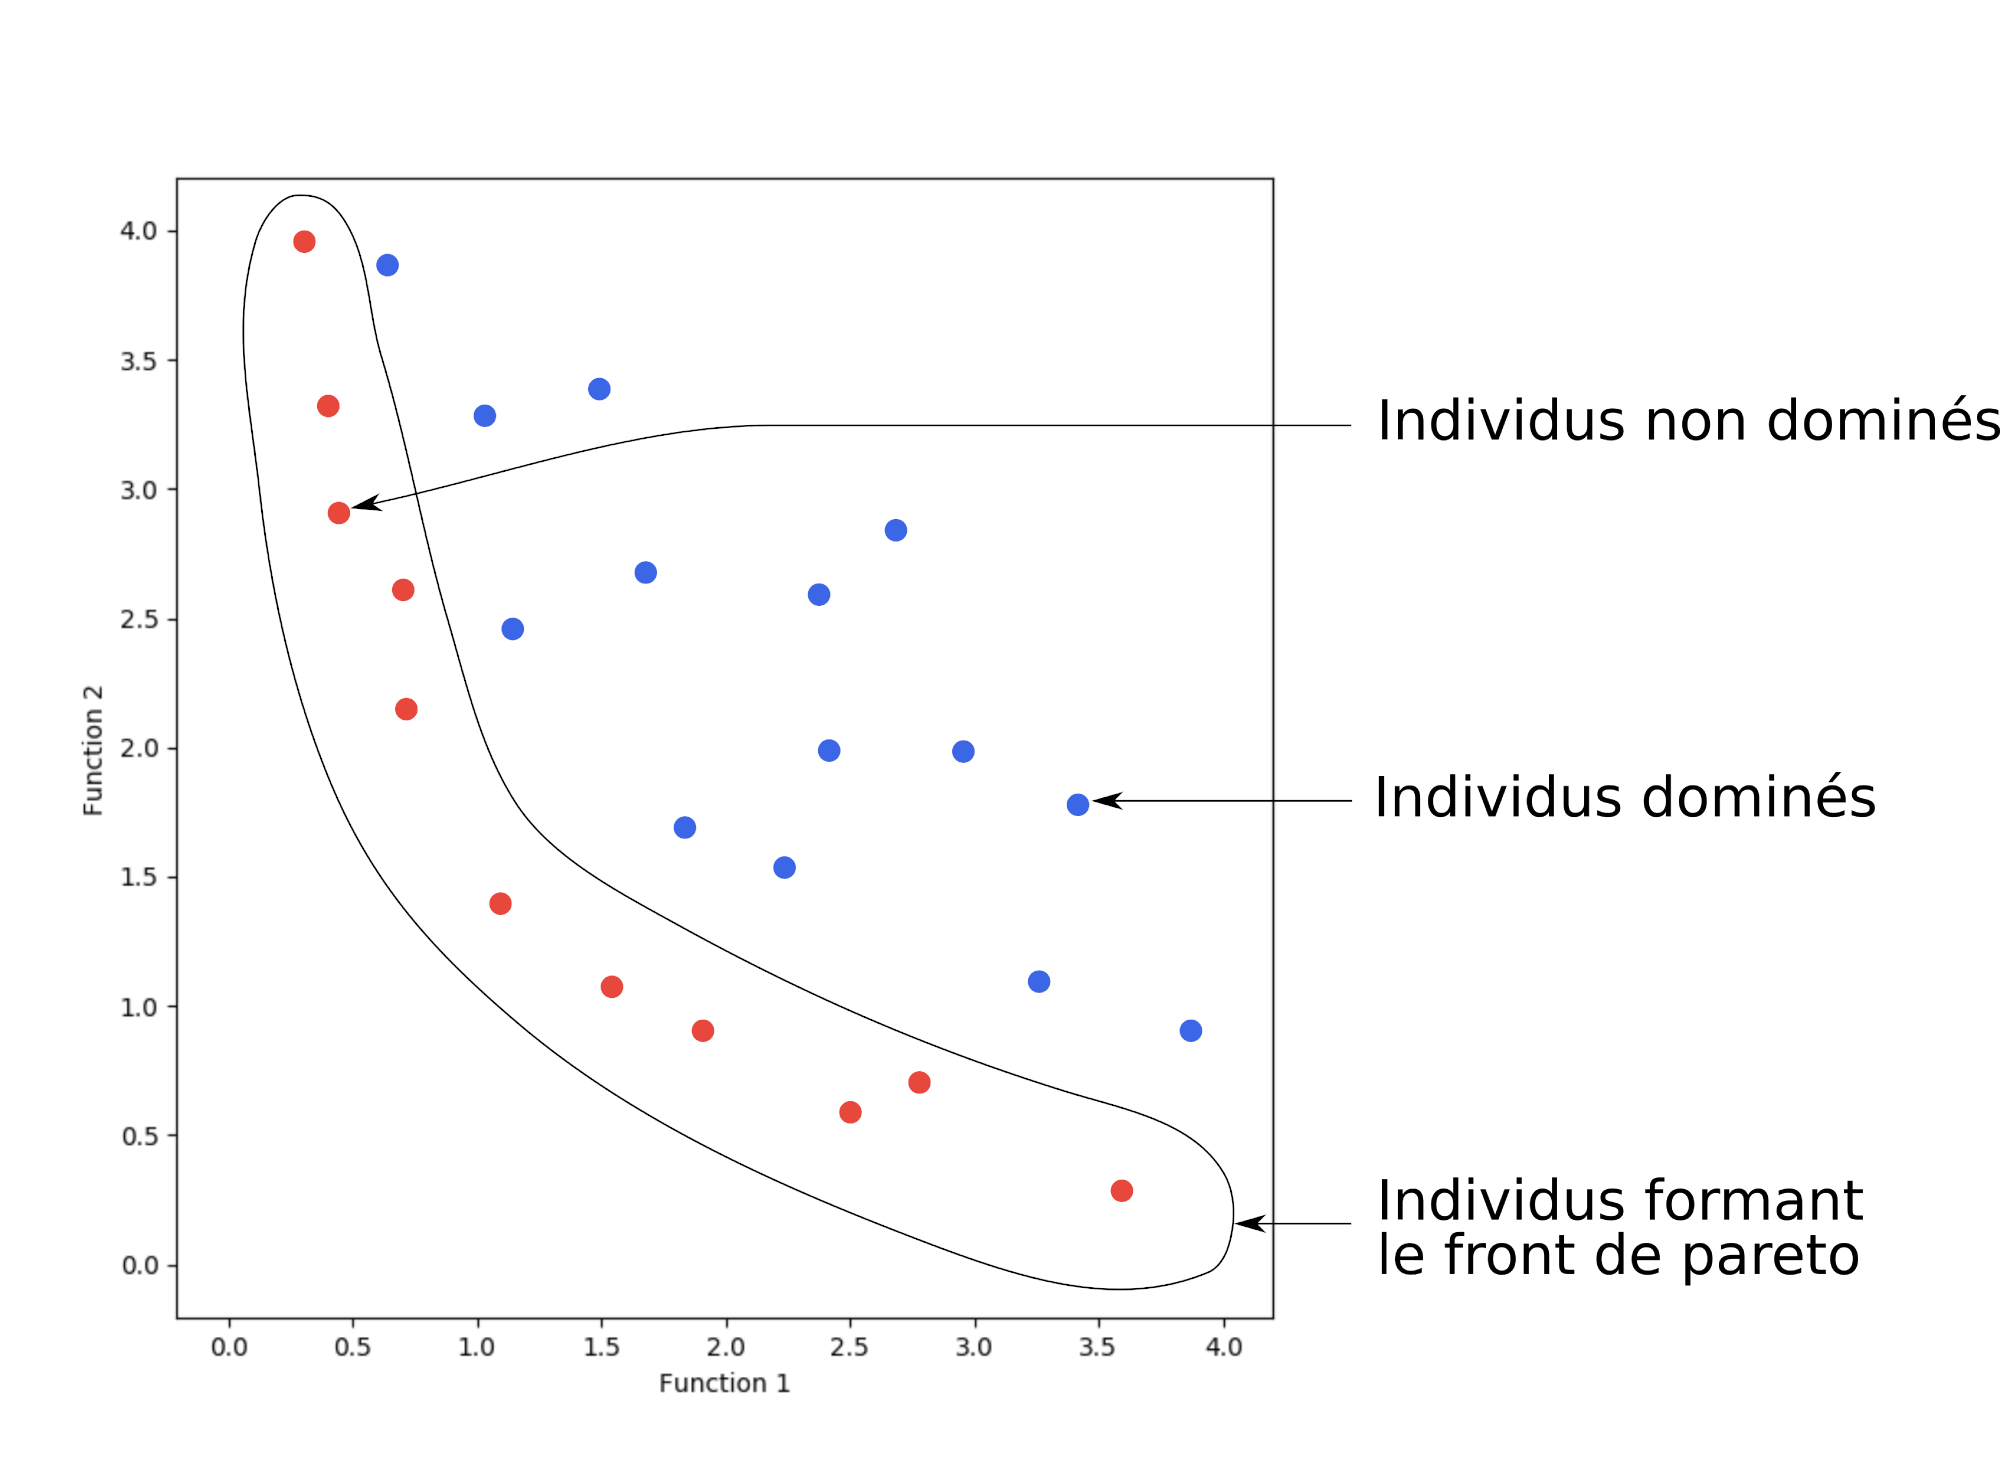 4.0
3.5
3.0
2.5
2.0
1.5
1.0
0.5
0.0
Function 2
0.0 0.5 1.0 1.5 2.0 2.5 3.0 3.5 4.0
Function 1
Individus non dominés
Individus dominés
Individus formant
le front de pareto